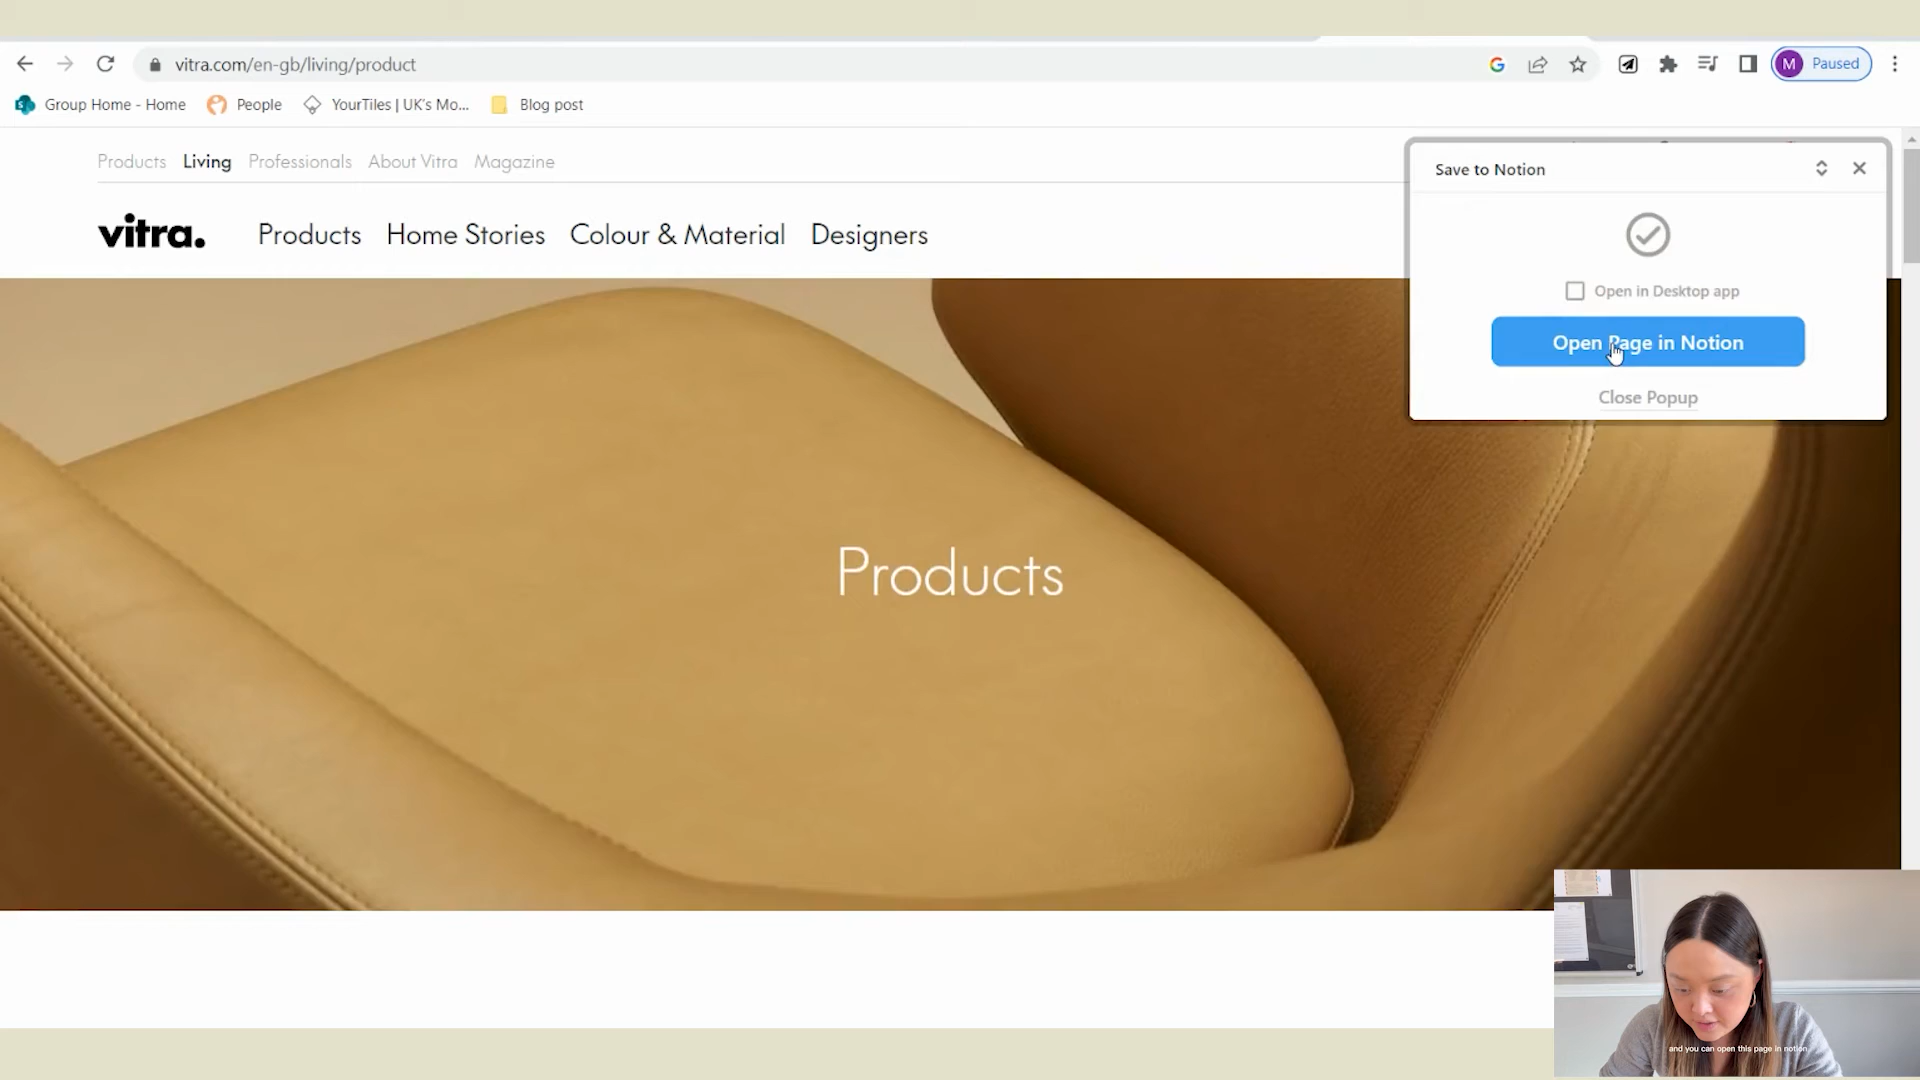 vitra.com/en-gb/living/product
M Paused
Group Home - Home People YourTiles | UK's Mo... Blog post
Products Living Professionals About Vitra Magazine
vitra. Products Home Stories Colour & Material Designers
Save to Notion
Open in Desktop app
Open Page in Notion
Close Popup
Products
and you can open this page in notion